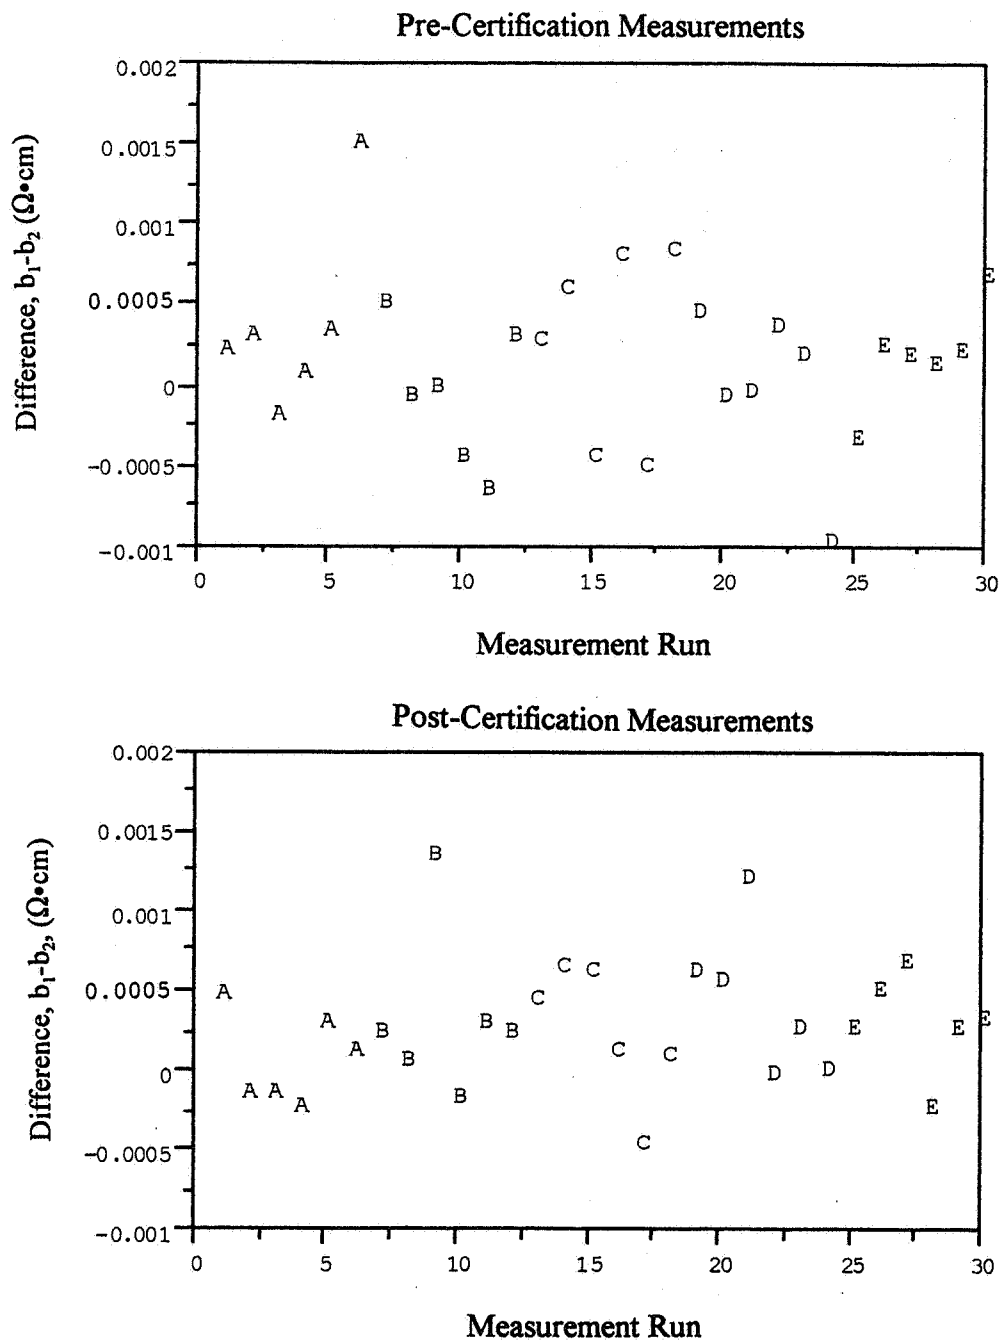 Pre-Certification Measurements
0.002
0.0015
0.001
0.0005
0
-0.0005
-0.001
Difference, b₁-b₂ (Ω•cm)
A A A A A A B B B B B B C C C C C C D D D D D D E E E E E E
0 5 10 15 20 25 30
Measurement Run
Post-Certification Measurements
0.002
0.0015
0.001
0.0005
0
-0.0005
-0.001
Difference, b₁-b₂, (Ω•cm)
A A A A A A B B B B B B C C C C C C D D D D D D E E E E E E
0 5 10 15 20 25 30
Measurement Run